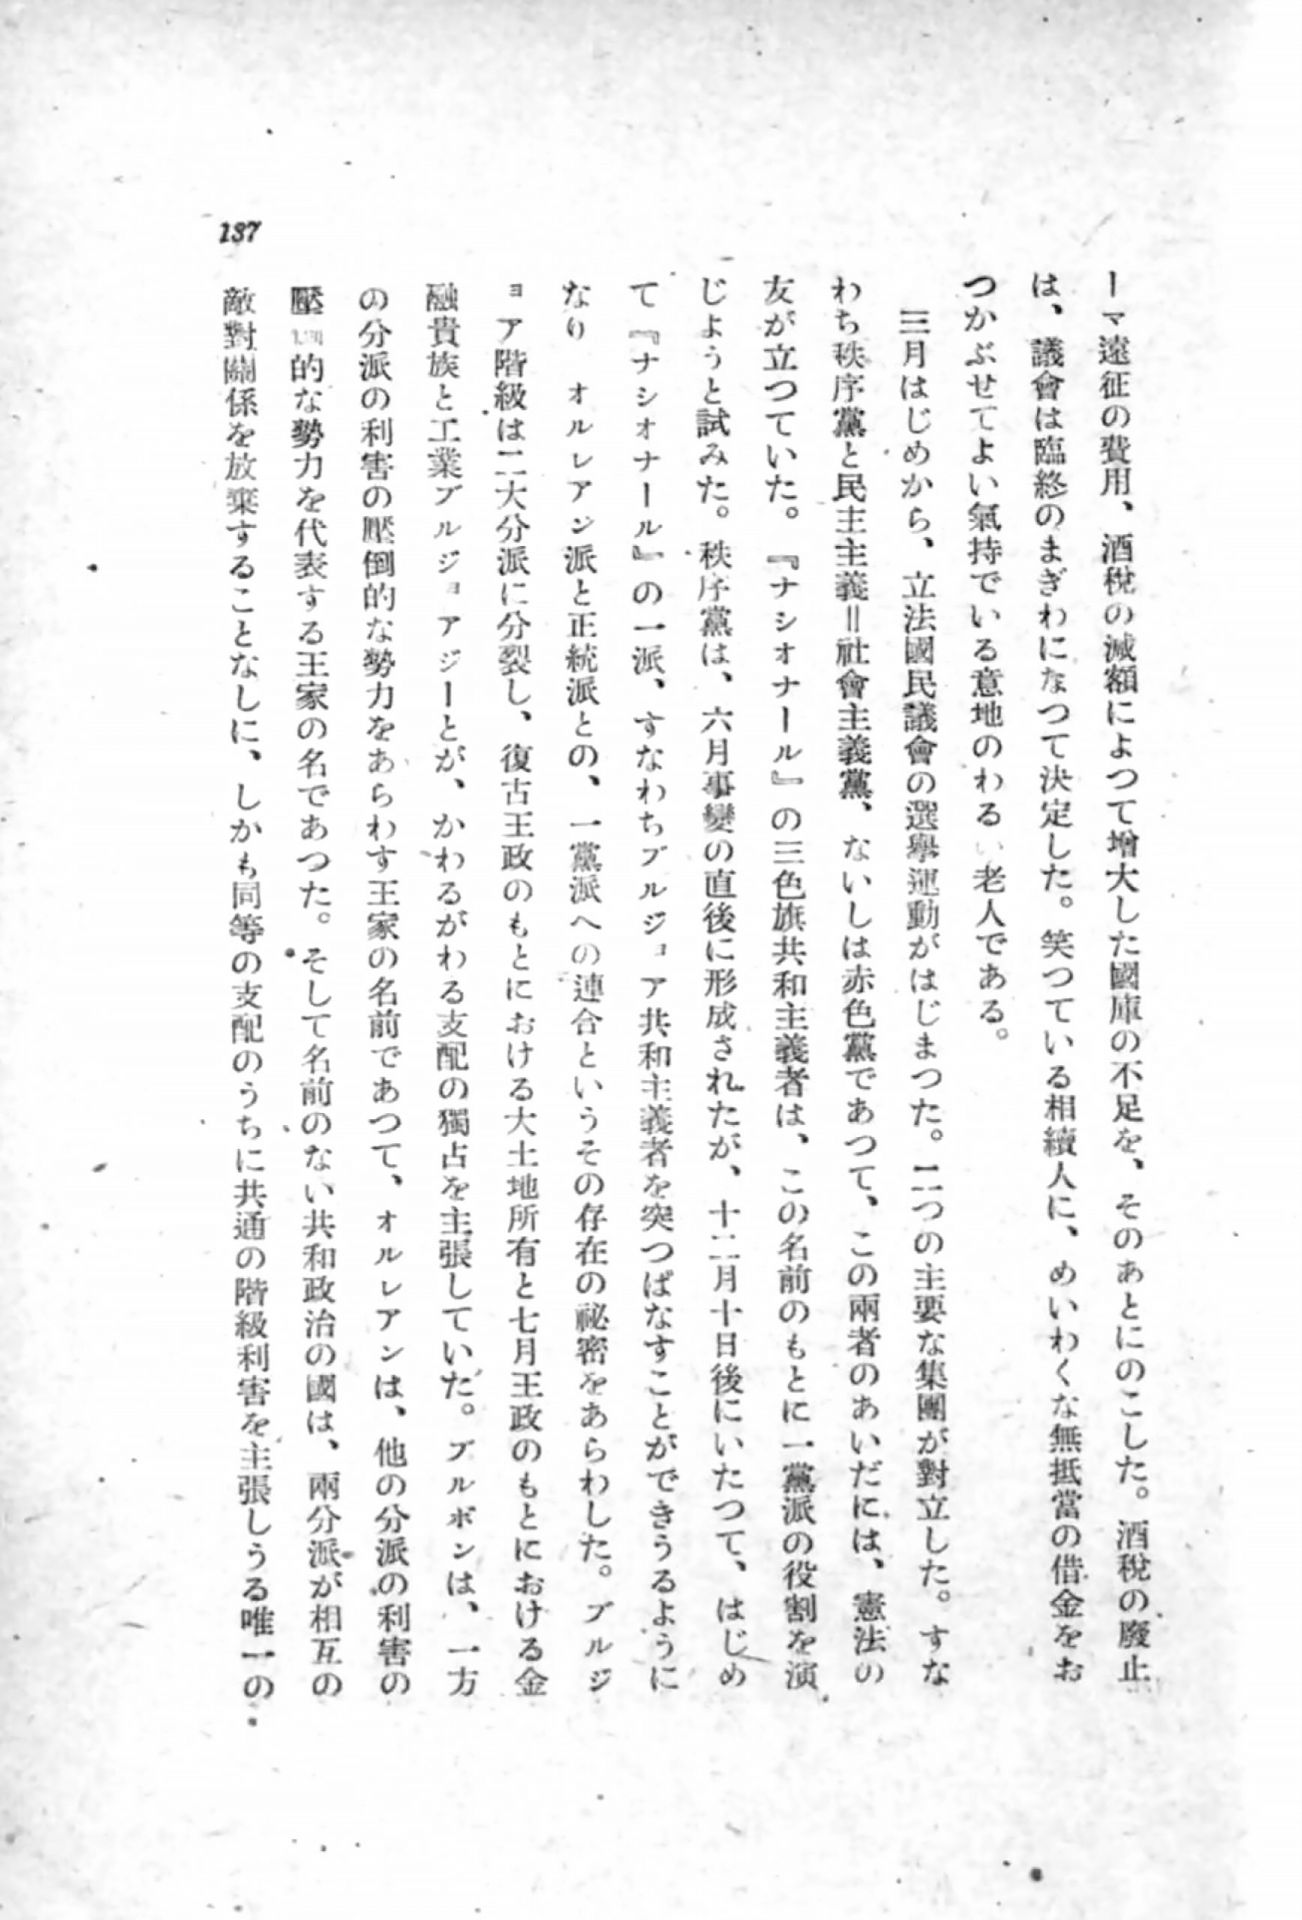 ーマ遠征の費用、酒税の減額によつて増大した國庫の不足を、そのあとにのこした。酒税の廢止
は、議會は臨終のまぎわになつて決定した。笑つている相續人に、めいわくな無抵當の借金をお
つかぶせてよい氣持でいる意地のわるい老人である。
三月はじめから、立法國民議會の選擧運動がはじまつた。二つの主要な集團が對立した。すな
わち秩序黨と民主主義＝社會主義黨、ないしは赤色黨であつて、この兩者のあいだには、憲法の
友が立つていた。『ナシオナール』の三色旗共和主義者は、この名前のもとに一黨派の役割を演
じようと試みた。秩序黨は、六月事變の直後に形成されたが、十二月十日後にいたつて、はじめ
て『ナシオナール』の一派、すなわちブルジョア共和主義者を突つぱなすことができうるように
なり オルレアン派と正統派との、一黨派への連合というその存在の祕密をあらわした。ブルジ
ョア階級は二大分派に分裂し、復古王政のもとにおける大土地所有と七月王政のもとにおける金
融貴族と工業ブルジョアジーとが、かわるがわる支配の獨占を主張していた。ブルボンは、一方
の分派の利害の壓倒的な勢力をあらわす王家の名前であつて、オルレアンは、他の分派の利害の
壓 的な勢力を代表する王家の名であつた。そして名前のない共和政治の國は、兩分派が相互の
敵對關係を放棄することなしに、しかも同等の支配のうちに共通の階級利害を主張しうる唯一の
137